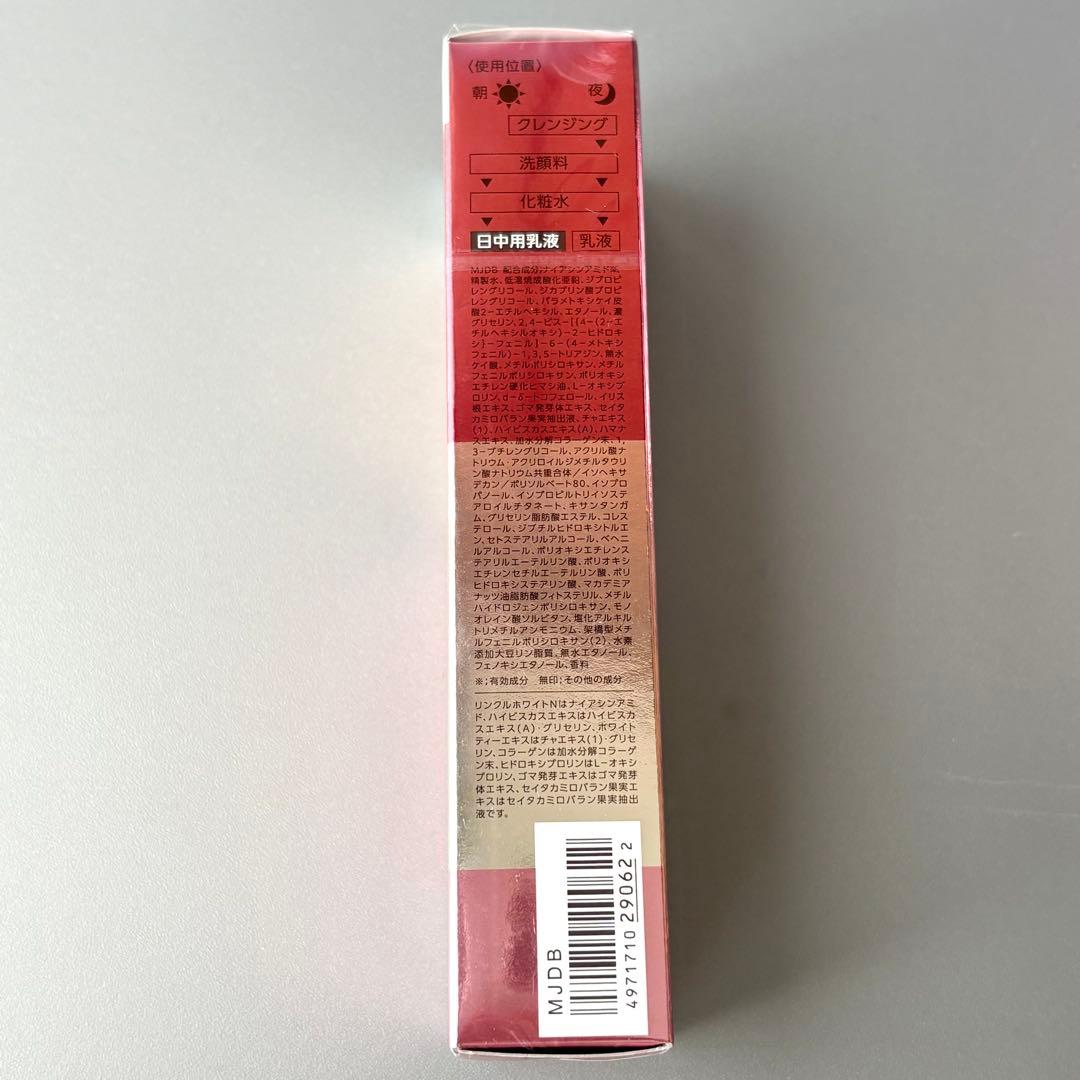 〈使用位置〉
朝 夜
クレンジング
洗顔料
化粧水
日中用乳液 乳液
MJDB 配合成分;ナイアシンアミド※、
精製水、低温焼成酸化亜鉛、ジプロピ
レングリコール、ジカプリン酸プロピ
レングリコール、パラメトキシケイ皮
酸2－エチルヘキシル、エタノール、濃
グリセリン、2,4－ビス－[{4－(2－エ
チルヘキシルオキシ)－2－ヒドロキ
シ}－フェニル]－6－(4－メトキシ
フェニル)－1,3,5－トリアジン、無水
ケイ酸、メチルポリシロキサン、メチル
フェニルポリシロキサン、ポリオキシ
エチレン硬化ヒマシ油、L－オキシプ
ロリン、d－δ－トコフェロール、イリス
根エキス、ゴマ発芽体エキス、セイタ
カミロバラン果実抽出液、チャエキス
(1)、ハイビスカスエキス(A)、ハマナ
スエキス、加水分解コラーゲン末、1,
3－ブチレングリコール、アクリル酸ナ
トリウム・アクリロイルジメチルタウリ
ン酸ナトリウム共重合体／イソヘキサ
デカン／ポリソルベート80、イソプロ
パノール、イソプロピルトリイソステ
アロイルチタネート、キサンタンガ
ム、グリセリン脂肪酸エステル、コレス
テロール、ジブチルヒドロキシトルエ
ン、セトステアリルアルコール、ベヘニ
ルアルコール、ポリオキシエチレンス
テアリルエーテルリン酸、ポリオキシ
エチレンセチルエーテルリン酸、ポリ
ヒドロキシステアリン酸、マカデミア
ナッツ油脂肪酸フィトステリル、メチル
ハイドロジェンポリシロキサン、モノ
オレイン酸ソルビタン、塩化アルキル
トリメチルアンモニウム、架橋型メチ
ルフェニルポリシロキサン(2)、水素
添加大豆リン脂質、無水エタノール、
フェノキシエタノール、香料
※;有効成分 無印;その他の成分
リンクルホワイトNはナイアシンアミ
ド、ハイビスカスエキスはハイビスカ
スエキス(A)・グリセリン、ホワイト
ティーエキスはチャエキス(1)・グリセ
リン、コラーゲンは加水分解コラーゲ
ン末、ヒドロキシプロリンはL－オキシ
プロリン、ゴマ発芽エキスはゴマ発芽
体エキス、セイタカミロバラン果実エ
キスはセイタカミロバラン果実抽出
液です。
MJDB
4971710 29062 2